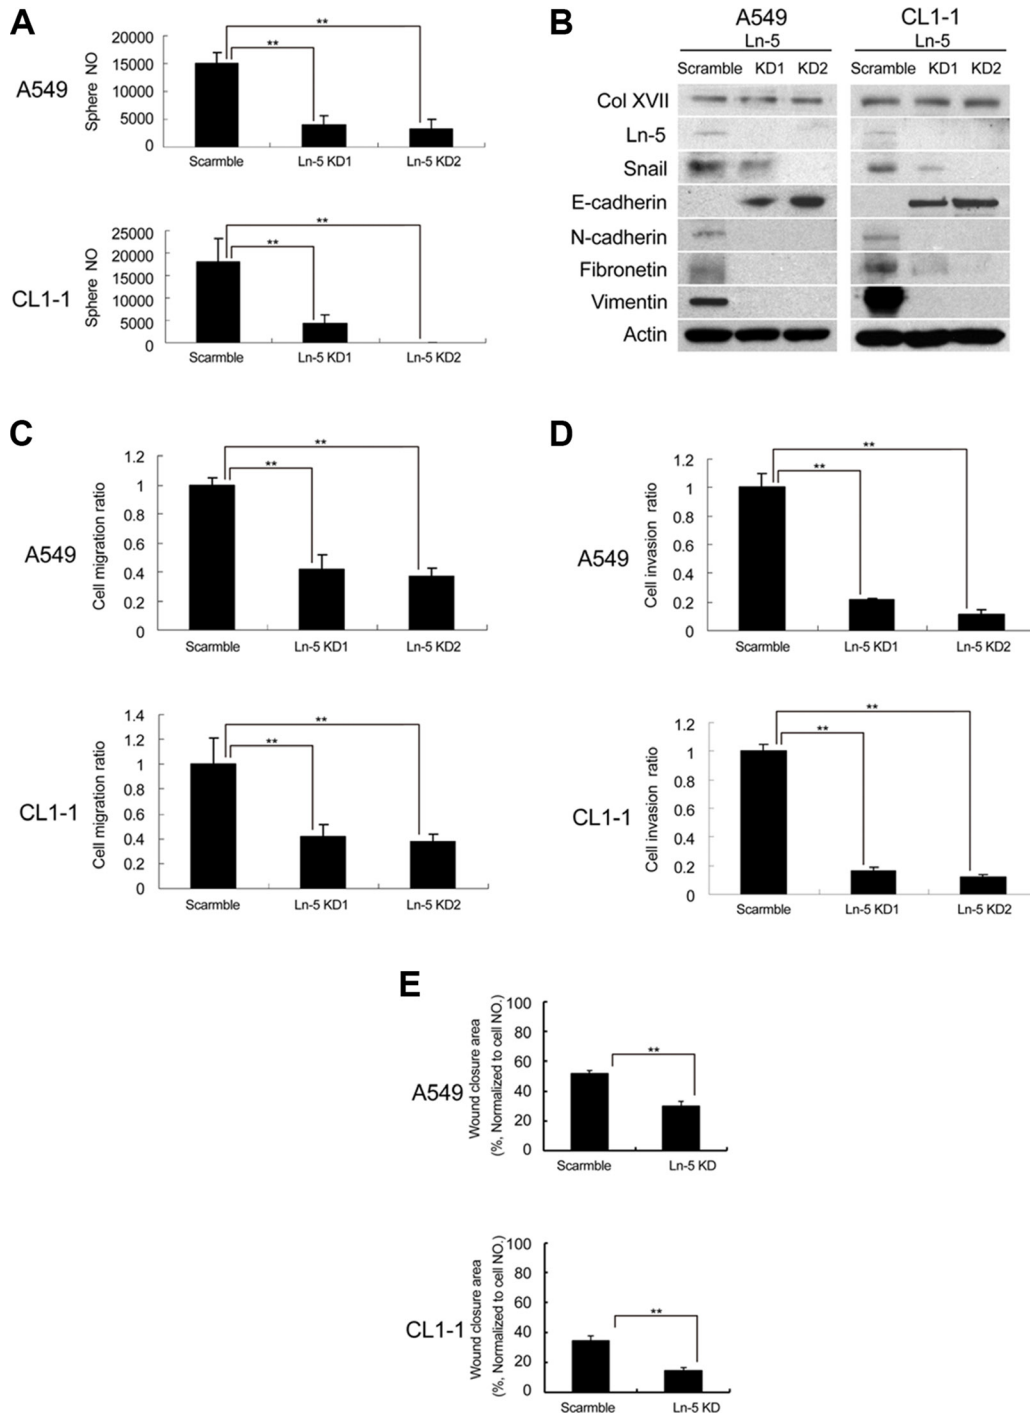 A
A549
Sphere NO
20000
15000
10000
5000
0
**
**
Scarmble Ln-5 KD1 Ln-5 KD2
CL1-1
Sphere NO
25000
20000
15000
10000
5000
0
**
**
Scarmble Ln-5 KD1 Ln-5 KD2
B
A549 CL1-1
Ln-5 Ln-5
Scramble KD1 KD2 Scramble KD1 KD2
Col XVII
Ln-5
Snail
E-cadherin
N-cadherin
Fibronetin
Vimentin
Actin
C
A549
Cell migration ratio
1.2
1
0.8
0.6
0.4
0.2
0
**
**
Scarmble Ln-5 KD1 Ln-5 KD2
CL1-1
Cell migration ratio
1.4
1.2
1
0.8
0.6
0.4
0.2
0
**
**
Scarmble Ln-5 KD1 Ln-5 KD2
D
A549
Cell invasion ratio
1.2
1
0.8
0.6
0.4
0.2
0
**
**
Scarmble Ln-5 KD1 Ln-5 KD2
CL1-1
Cell invasion ratio
1.2
1
0.8
0.6
0.4
0.2
0
**
**
Scarmble Ln-5 KD1 Ln-5 KD2
E
A549
Wound closure area
(%, Normalized to cell NO.)
100
80
60
40
20
0
**
Scarmble Ln-5 KD
CL1-1
Wound closure area
(%, Normalized to cell NO.)
100
80
60
40
20
0
**
Scarmble Ln-5 KD